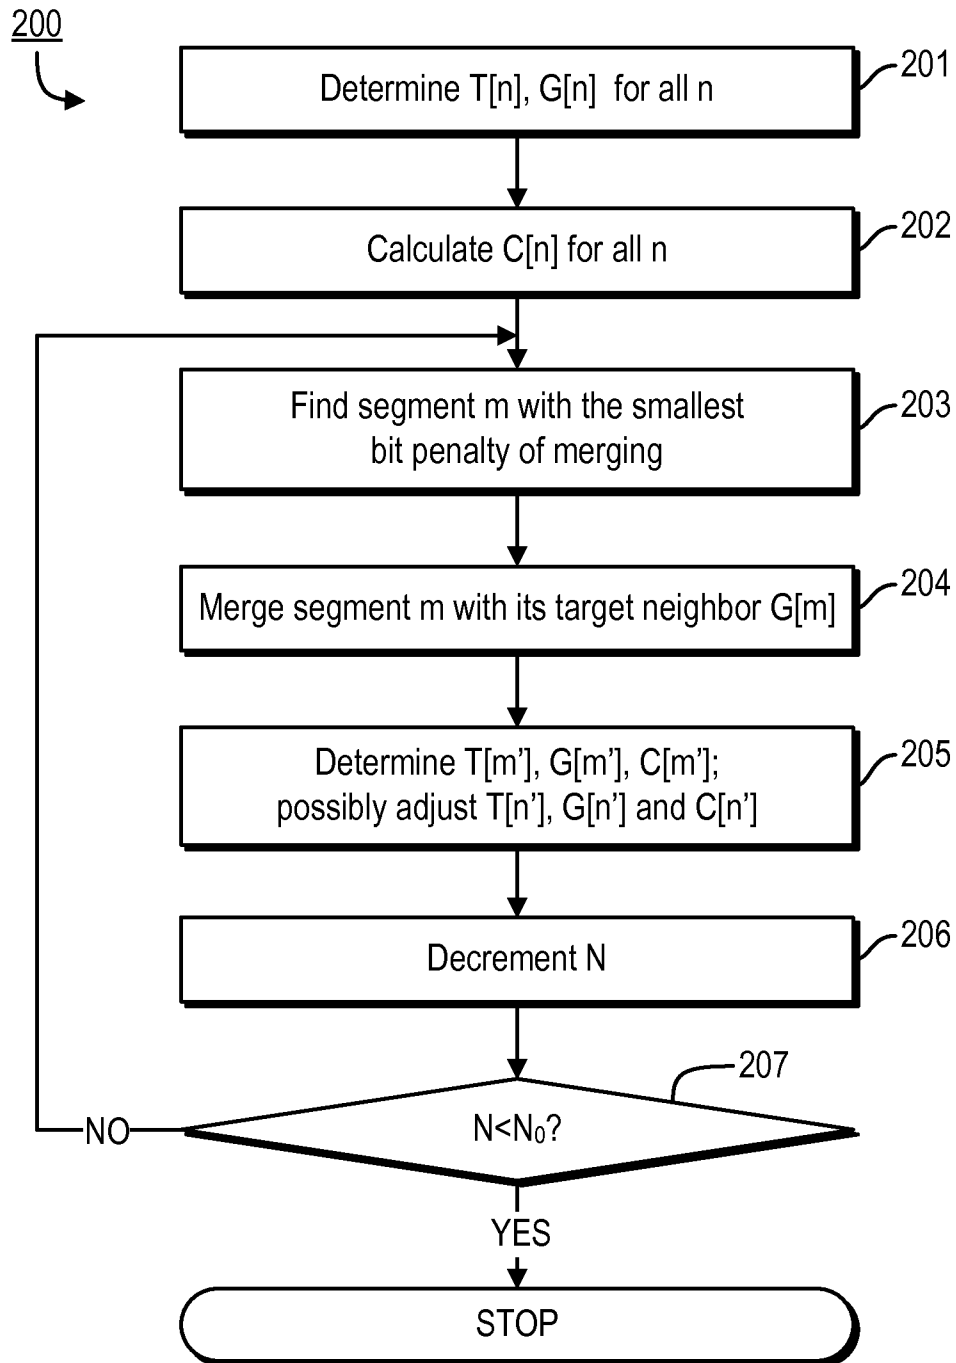 200
Determine T[n], G[n] for all n
201
Calculate C[n] for all n
202
Find segment m with the smallest
bit penalty of merging
203
Merge segment m with its target neighbor G[m]
204
Determine T[m’], G[m’], C[m’];
possibly adjust T[n’], G[n’] and C[n’]
205
Decrement N
206
207
N<N₀?
NO
YES
STOP